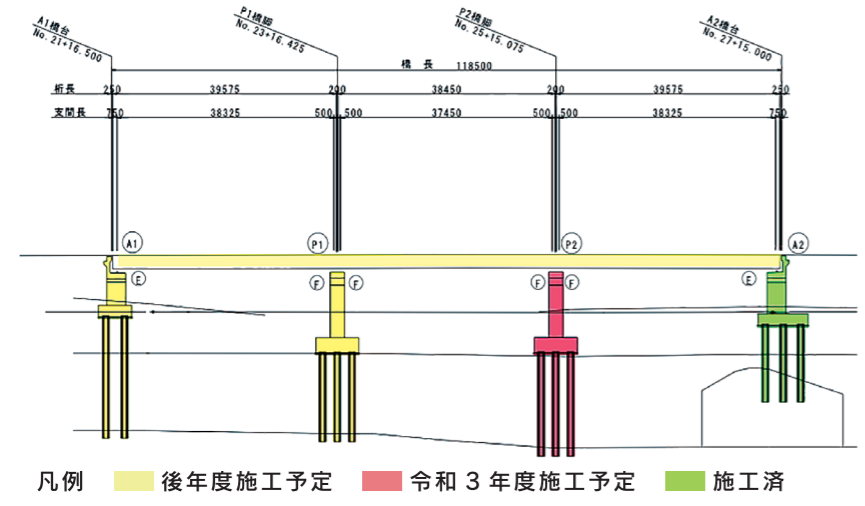 A1橋台
No.21+16.500
P1橋脚
No.23+16.425
P2橋脚
No.25+15.075
A2橋台
No.27+15.000
橋長 118500
桁長 250 39575 200 38450 200 39575 250
支間長 750 38325 500 500 37450 500 500 38325 750
A1 P1 P2 A2
E F F F F E
凡例 後年度施工予定 令和3年度施工予定 施工済